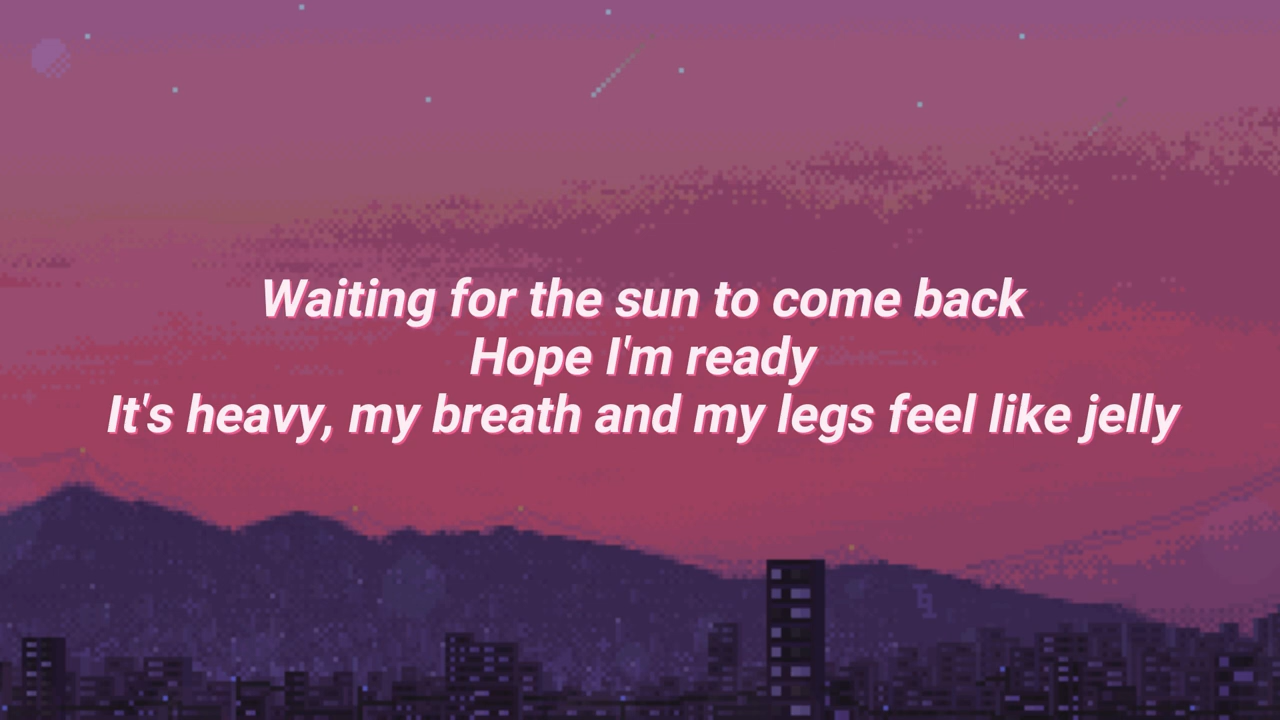 Waiting for the sun to come back
Hope I'm ready
It's heavy, my breath and my legs feel like jelly